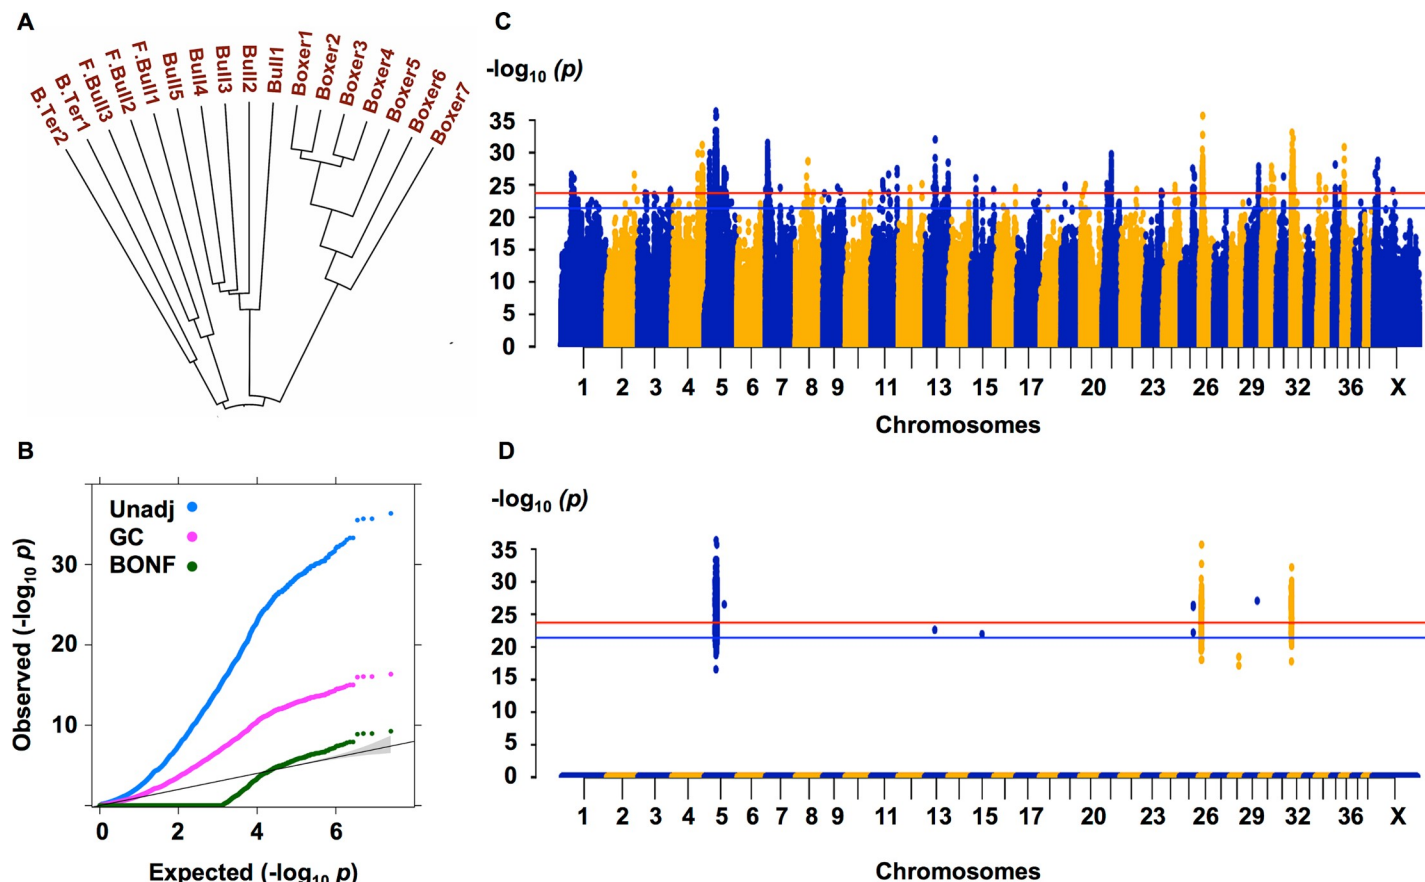 A
B.Ter2
B.Ter1
F.Bull3
F.Bull2
F.Bull1
Bull5
Bull4
Bull3
Bull2
Bull1
Boxer1
Boxer2
Boxer3
Boxer4
Boxer5
Boxer6
Boxer7
B
Observed (-log10 p)
Unadj
GC
BONF
30
20
10
0 2 4 6
Expected (-log10 p)
C
-log10 (p)
35
30
25
20
15
10
5
0
1 2 3 4 5 6 7 8 9 11 13 15 17 20 23 26 29 32 36 X
Chromosomes
D
-log10 (p)
35
30
25
20
15
10
5
0
1 2 3 4 5 6 7 8 9 11 13 15 17 20 23 26 29 32 36 X
Chromosomes